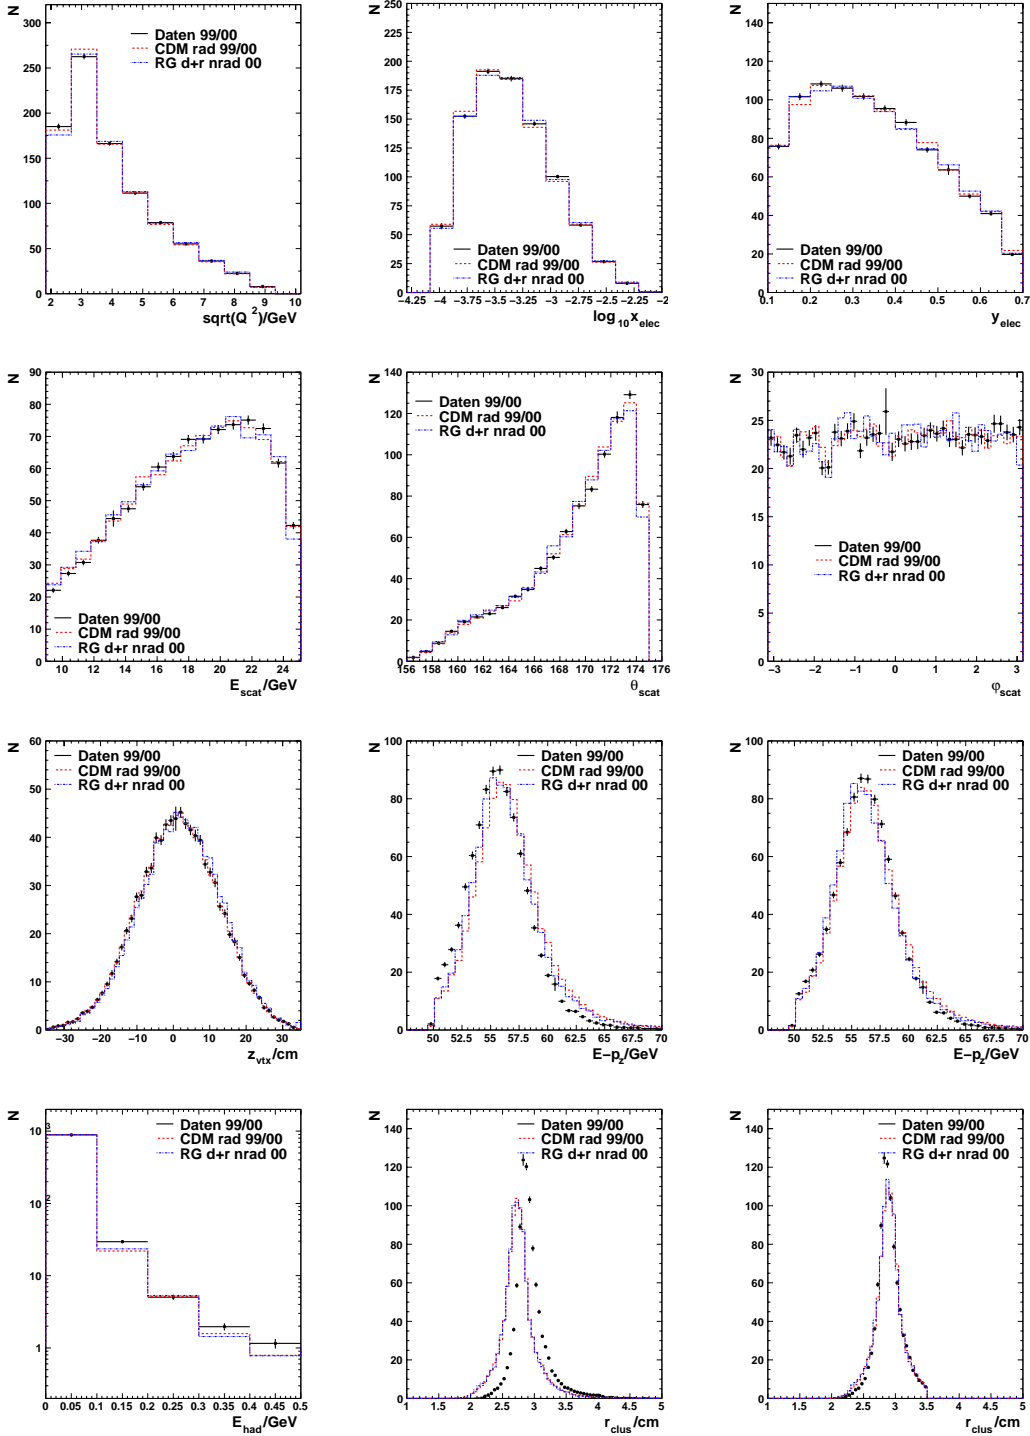 N
300
250
200
150
100
50
0
Daten 99/00
CDM rad 99/00
RG d+r nrad 00
2 3 4 5 6 7 8 9 10
sqrt(Q²)/GeV
N
250
225
200
175
150
125
100
75
50
25
0
Daten 99/00
CDM rad 99/00
RG d+r nrad 00
−4.25 −4 −3.75 −3.5 −3.25 −3 −2.75 −2.5 −2.25 −2
log₁₀x_elec
N
140
120
100
80
60
40
20
0
Daten 99/00
CDM rad 99/00
RG d+r nrad 00
0.1 0.2 0.3 0.4 0.5 0.6 0.7
y_elec
N
90
80
70
60
50
40
30
20
10
0
Daten 99/00
CDM rad 99/00
RG d+r nrad 00
10 12 14 16 18 20 22 24
E_scat/GeV
N
140
120
100
80
60
40
20
0
Daten 99/00
CDM rad 99/00
RG d+r nrad 00
156 158 160 162 164 166 168 170 172 174 176
θ_scat
N
30
25
20
15
10
5
0
Daten 99/00
CDM rad 99/00
RG d+r nrad 00
−3 −2 −1 0 1 2 3
φ_scat
N
60
50
40
30
20
10
0
Daten 99/00
CDM rad 99/00
RG d+r nrad 00
−30 −20 −10 0 10 20 30
z_vtx/cm
N
100
80
60
40
20
0
Daten 99/00
CDM rad 99/00
RG d+r nrad 00
50 52.5 55 57.5 60 62.5 65 67.5 70
E−p_z/GeV
N
100
80
60
40
20
0
Daten 99/00
CDM rad 99/00
RG d+r nrad 00
50 52.5 55 57.5 60 62.5 65 67.5 70
E−p_z/GeV
N
10³
10²
10
1
Daten 99/00
CDM rad 99/00
RG d+r nrad 00
0 0.05 0.1 0.15 0.2 0.25 0.3 0.35 0.4 0.45 0.5
E_had/GeV
N
140
120
100
80
60
40
20
0
Daten 99/00
CDM rad 99/00
RG d+r nrad 00
1 1.5 2 2.5 3 3.5 4 4.5 5
r_clus/cm
N
140
120
100
80
60
40
20
0
Daten 99/00
CDM rad 99/00
RG d+r nrad 00
1 1.5 2 2.5 3 3.5 4 4.5 5
r_clus/cm